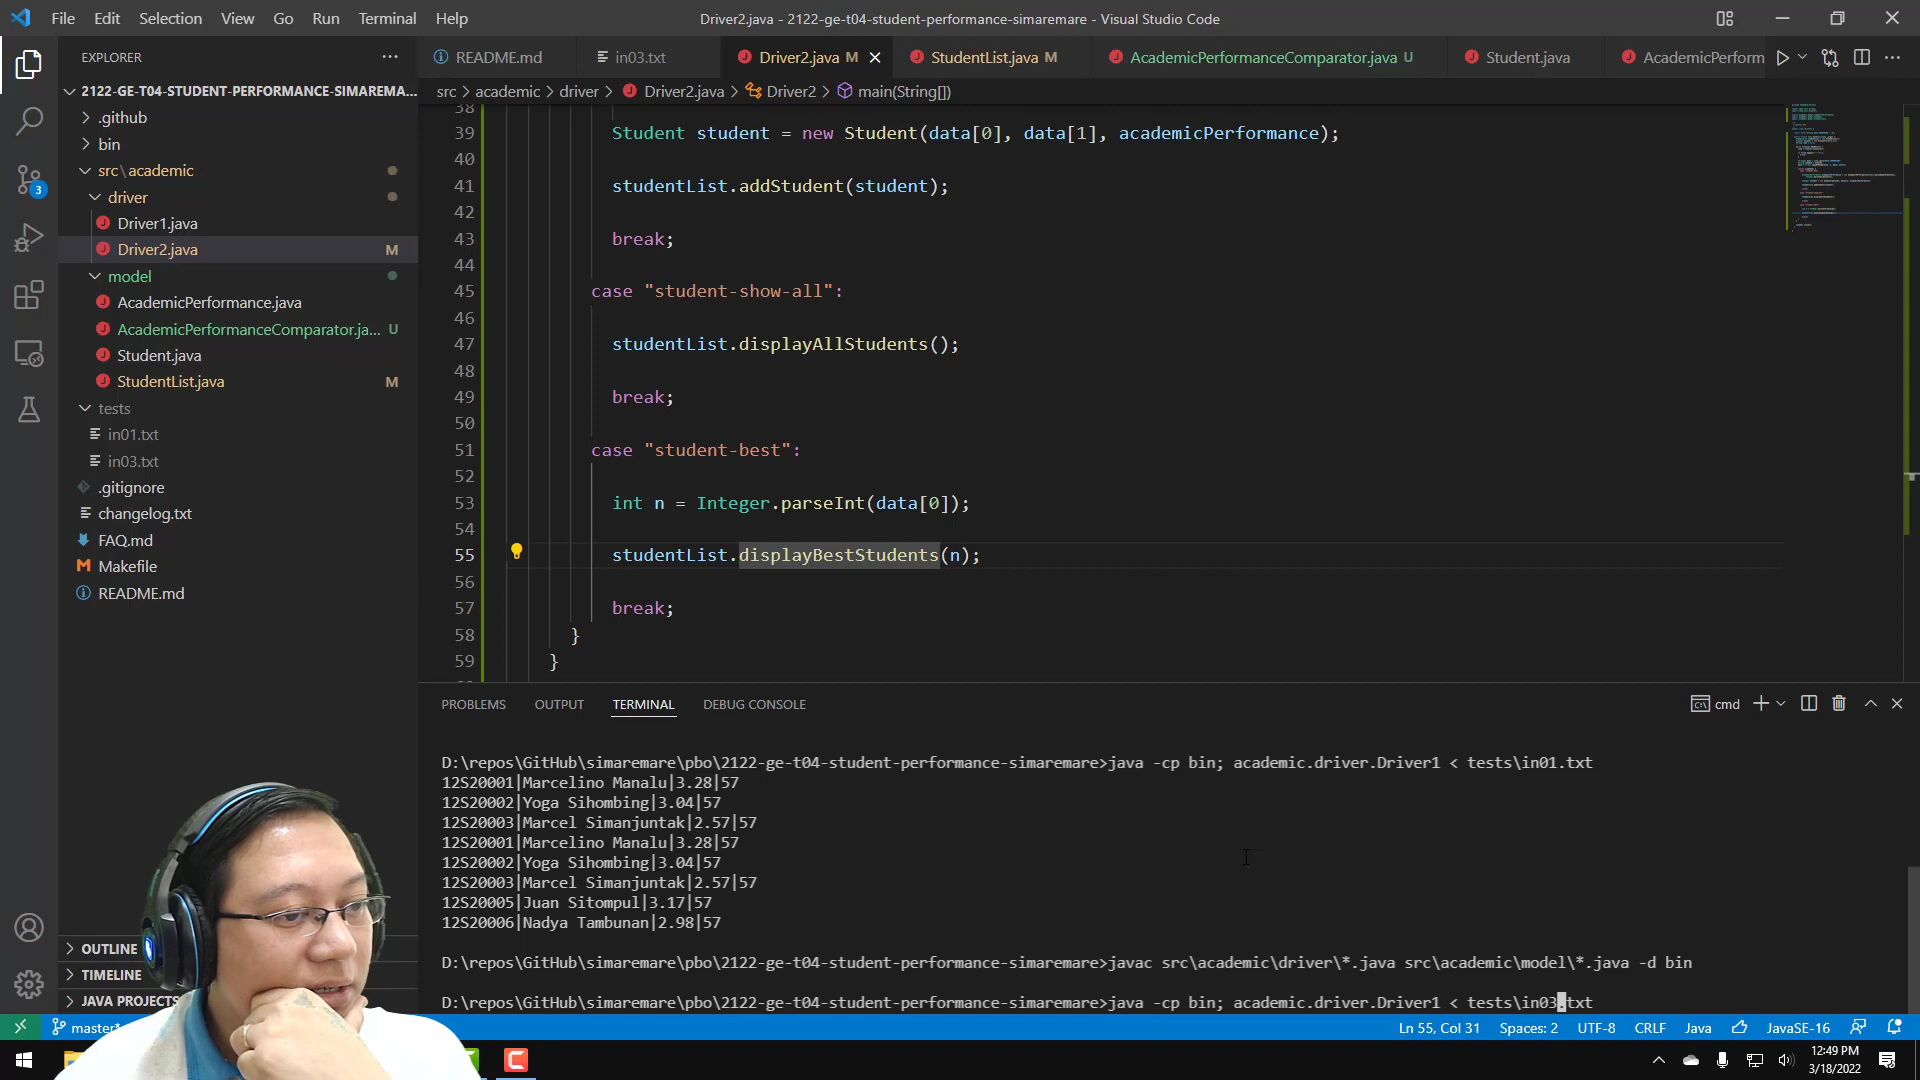 File Edit Selection View Go Run Terminal Help
Driver2.java - 2122-ge-t04-student-performance-simaremare - Visual Studio Code
EXPLORER
README.md
in03.txt
Driver2.java M
StudentList.java M
AcademicPerformanceComparator.java U
Student.java
AcademicPerform
2122-GE-T04-STUDENT-PERFORMANCE-SIMAREMA...
src > academic > driver > Driver2.java > Driver2 > main(String[])
.github
bin
src\academic
driver
Driver1.java
Driver2.java M
model
AcademicPerformance.java
AcademicPerformanceComparator.ja... U
Student.java
StudentList.java M
tests
in01.txt
in03.txt
.gitignore
changelog.txt
FAQ.md
Makefile
README.md
OUTLINE
TIMELINE
JAVA PROJECTS
3
38
39 Student student = new Student(data[0], data[1], academicPerformance);
40
41 studentList.addStudent(student);
42
43 break;
44
45 case "student-show-all":
46
47 studentList.displayAllStudents();
48
49 break;
50
51 case "student-best":
52
53 int n = Integer.parseInt(data[0]);
54
55 studentList.displayBestStudents(n);
56
57 break;
58 }
59 }
PROBLEMS OUTPUT TERMINAL DEBUG CONSOLE
cmd
D:\repos\GitHub\simaremare\pbo\2122-ge-t04-student-performance-simaremare>java -cp bin; academic.driver.Driver1 < tests\in01.txt
12S20001|Marcelino Manalu|3.28|57
12S20002|Yoga Sihombing|3.04|57
12S20003|Marcel Simanjuntak|2.57|57
12S20001|Marcelino Manalu|3.28|57
12S20002|Yoga Sihombing|3.04|57
12S20003|Marcel Simanjuntak|2.57|57
12S20005|Juan Sitompul|3.17|57
12S20006|Nadya Tambunan|2.98|57
D:\repos\GitHub\simaremare\pbo\2122-ge-t04-student-performance-simaremare>javac src\academic\driver\*.java src\academic\model\*.java -d bin
D:\repos\GitHub\simaremare\pbo\2122-ge-t04-student-performance-simaremare>java -cp bin; academic.driver.Driver1 < tests\in03.txt
master*
Ln 55, Col 31 Spaces: 2 UTF-8 CRLF Java JavaSE-16
12:49 PM
3/18/2022